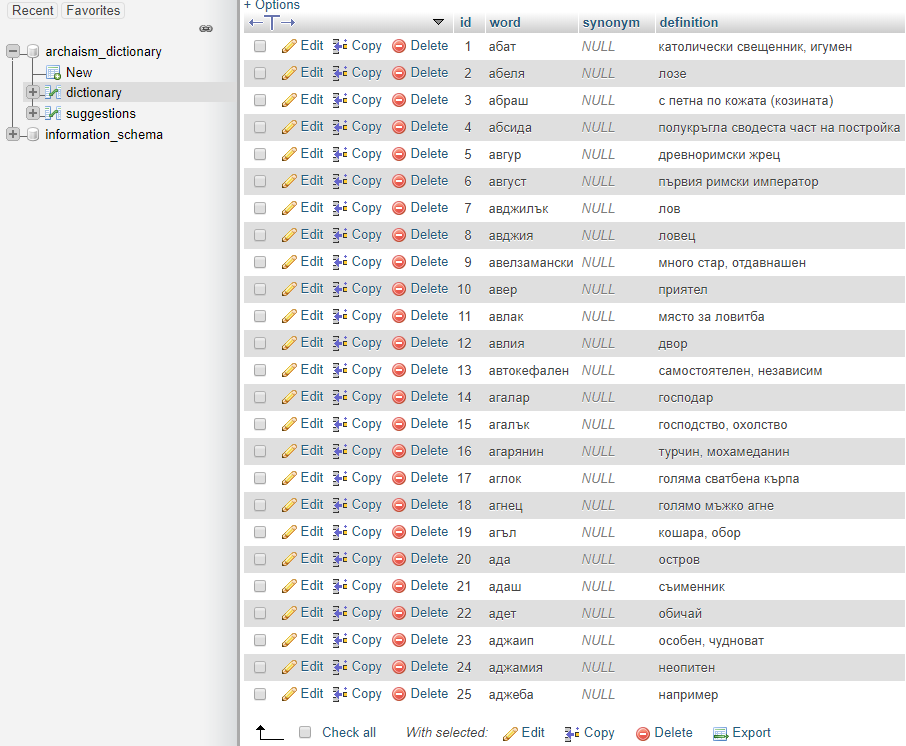 Recent Favorites
archaism_dictionary
New
dictionary
suggestions
information_schema
+ Options
id word synonym definition
Edit Copy Delete 1 абат NULL католически свещенник, игумен
Edit Copy Delete 2 абеля NULL лозе
Edit Copy Delete 3 абраш NULL с петна по кожата (козината)
Edit Copy Delete 4 абсида NULL полукръгла сводеста част на постройка
Edit Copy Delete 5 авгур NULL древноримски жрец
Edit Copy Delete 6 август NULL първия римски император
Edit Copy Delete 7 авджилък NULL лов
Edit Copy Delete 8 авджия NULL ловец
Edit Copy Delete 9 авелзамански NULL много стар, отдавнашен
Edit Copy Delete 10 авер NULL приятел
Edit Copy Delete 11 авлак NULL място за ловитба
Edit Copy Delete 12 авлия NULL двор
Edit Copy Delete 13 автокефален NULL самостоятелен, независим
Edit Copy Delete 14 агалар NULL господар
Edit Copy Delete 15 агалък NULL господство, охолство
Edit Copy Delete 16 агарянин NULL турчин, мохамеданин
Edit Copy Delete 17 аглок NULL голяма сватбена кърпа
Edit Copy Delete 18 агнец NULL голямо мъжко агне
Edit Copy Delete 19 агъл NULL кошара, обор
Edit Copy Delete 20 ада NULL остров
Edit Copy Delete 21 адаш NULL съименник
Edit Copy Delete 22 адет NULL обичай
Edit Copy Delete 23 аджаип NULL особен, чудноват
Edit Copy Delete 24 аджамия NULL неопитен
Edit Copy Delete 25 аджеба NULL например
Check all With selected: Edit Copy Delete Export